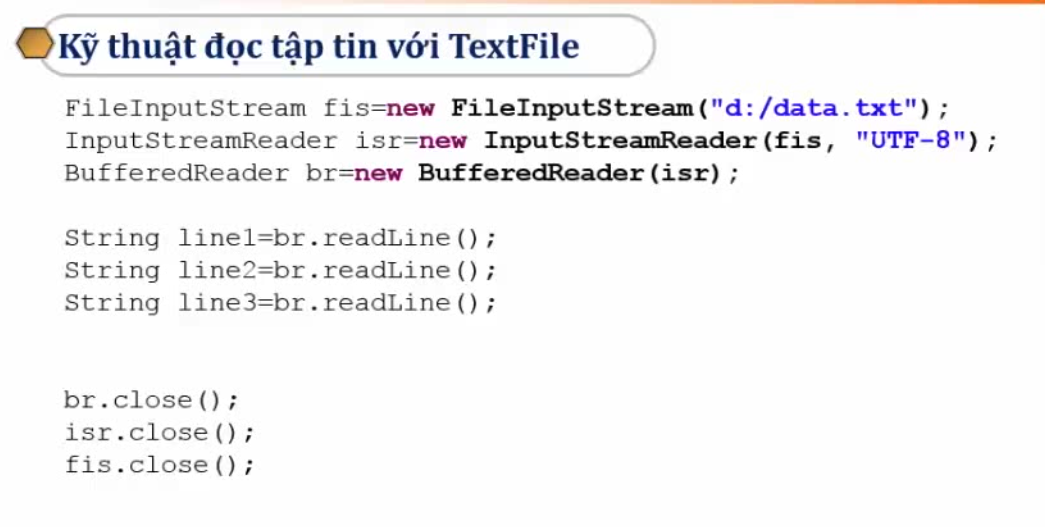 Kỹ thuật đọc tập tin với TextFile
FileInputStream fis=new FileInputStream("d:/data.txt");
InputStreamReader isr=new InputStreamReader(fis, "UTF-8");
BufferedReader br=new BufferedReader(isr);
String line1=br.readLine();
String line2=br.readLine();
String line3=br.readLine();
br.close();
isr.close();
fis.close();